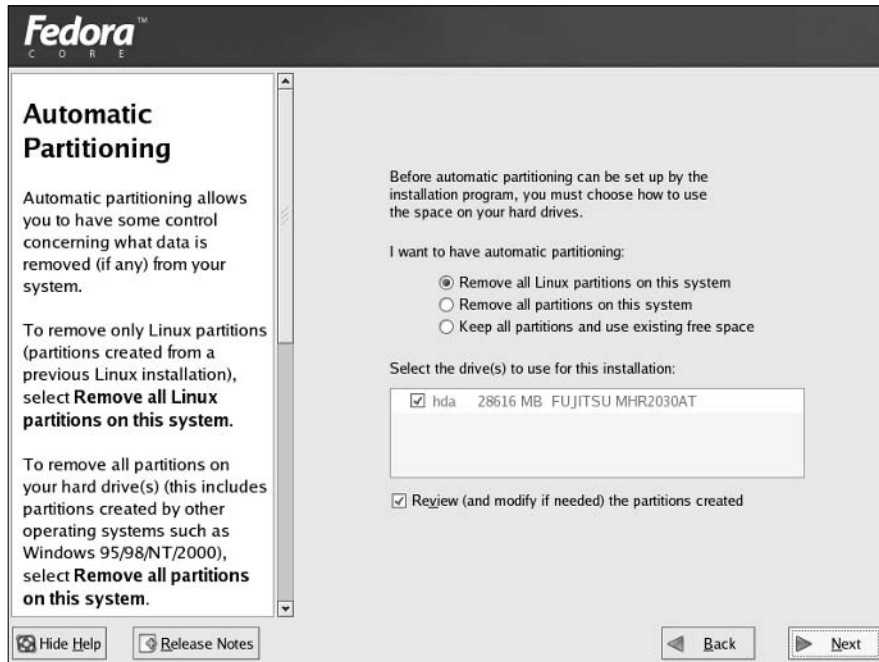 Fedora™
CORE
Automatic
Partitioning
Automatic partitioning allows
you to have some control
concerning what data is
removed (if any) from your
system.
To remove only Linux partitions
(partitions created from a
previous Linux installation),
select Remove all Linux
partitions on this system.
To remove all partitions on
your hard drive(s) (this includes
partitions created by other
operating systems such as
Windows 95/98/NT/2000),
select Remove all partitions
on this system.
Before automatic partitioning can be set up by the
installation program, you must choose how to use
the space on your hard drives.
I want to have automatic partitioning:
Remove all Linux partitions on this system
Remove all partitions on this system
Keep all partitions and use existing free space
Select the drive(s) to use for this installation:
hda 28616 MB FUJITSU MHR2030AT
Review (and modify if needed) the partitions created
Hide Help
Release Notes
Back
Next